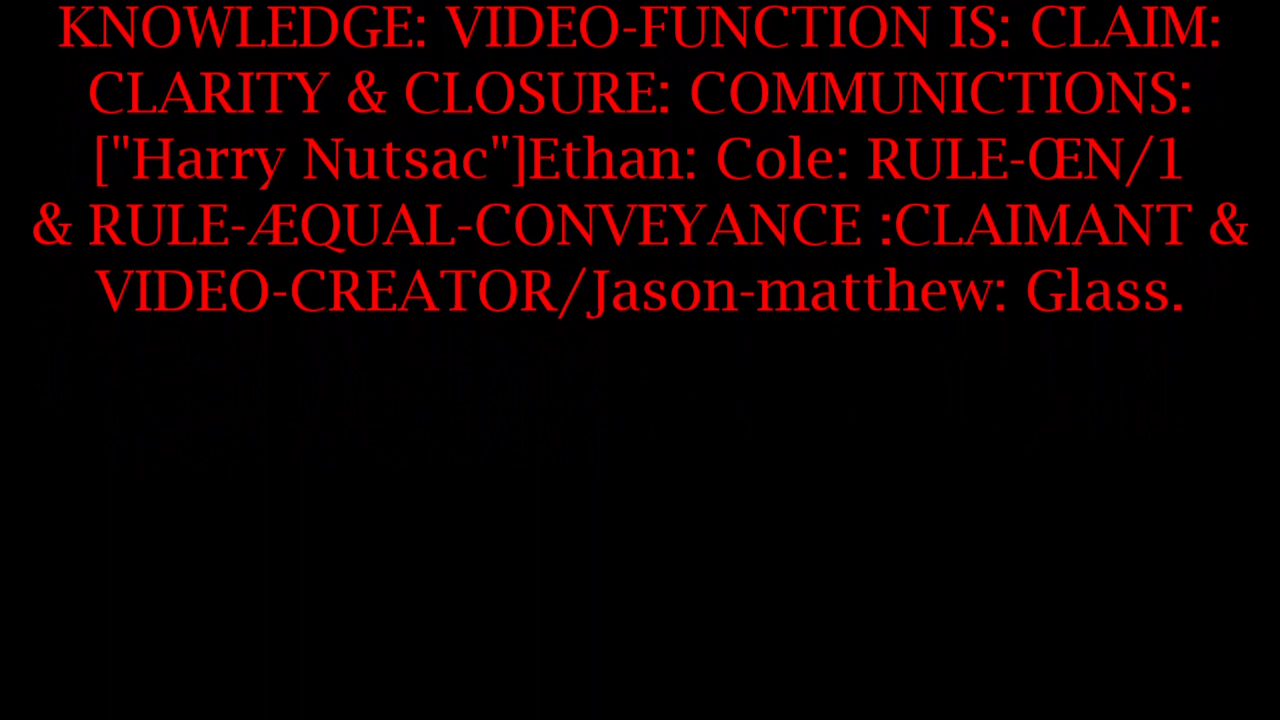 KNOWLEDGE: VIDEO-FUNCTION IS: CLAIM:
CLARITY & CLOSURE: COMMUNICTIONS:
["Harry Nutsac"]Ethan: Cole: RULE-ŒN/1
& RULE-ÆQUAL-CONVEYANCE :CLAIMANT &
VIDEO-CREATOR/Jason-matthew: Glass.